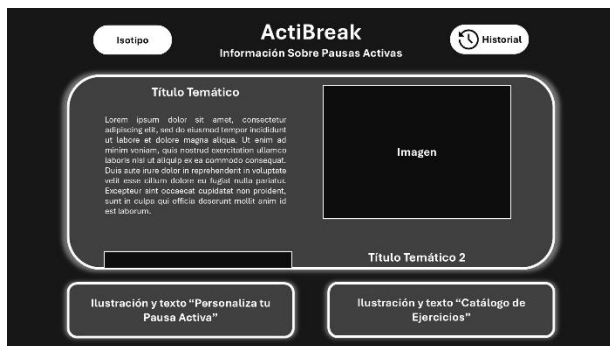 Isotipo
ActiBreak
Información Sobre Pausas Activas
Historial
Título Temático
Lorem ipsum dolor sit amet, consectetur
adipiscing elit, sed do eiusmod tempor incididunt
ut labore et dolore magna aliqua. Ut enim ad
minim veniam, quis nostrud exercitation ullamco
laboris nisi ut aliquip ex ea commodo consequat.
Duis aute irure dolor in reprehenderit in voluptate
velit esse cillum dolore eu fugiat nulla pariatur.
Excepteur sint occaecat cupidatat non proident,
sunt in culpa qui officia deserunt mollit anim id
est laborum.
Imagen
Título Temático 2
Ilustración y texto “Personaliza tu
Pausa Activa”
Ilustración y texto “Catálogo de
Ejercicios”